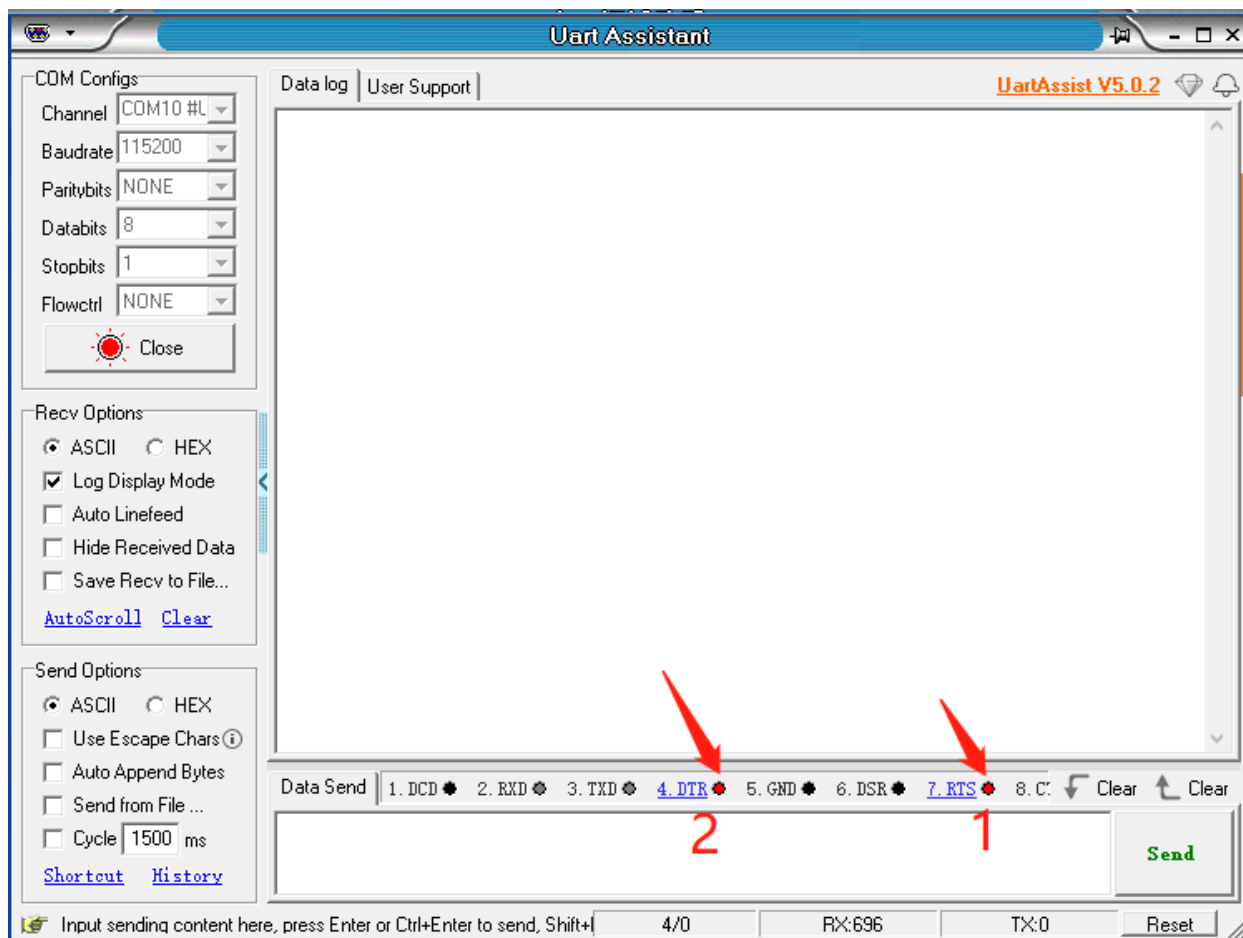 Uart Assistant
COM Configs
Channel COM10 #L
Baudrate 115200
Paritybits NONE
Databits 8
Stopbits 1
Flowctrl NONE
Close
Recv Options
ASCII HEX
Log Display Mode
Auto Linefeed
Hide Received Data
Save Recv to File...
AutoScroll Clear
Send Options
ASCII HEX
Use Escape Chars
Auto Append Bytes
Send from File ...
Cycle 1500 ms
Shortcut History
Data log User Support UartAssist V5.0.2
Data Send 1. DCD 2. RXD 3. TXD 4. DTR 5. GND 6. DSR 7. RTS 8. C Clear Clear
2 1
Send
Input sending content here, press Enter or Ctrl+Enter to send, Shift+ 4/0 RX:696 TX:0 Reset